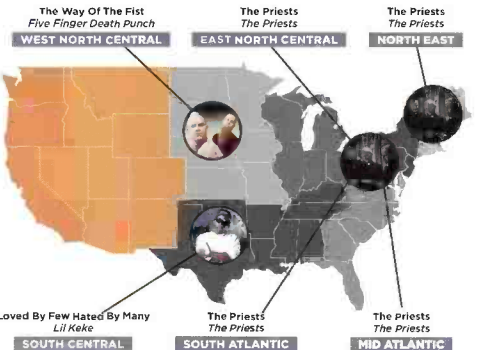 The Way Of The Fist
Five Finger Death Punch
WEST NORTH CENTRAL
The Priests
The Priests
EAST NORTH CENTRAL
The Priests
The Priests
NORTH EAST
Loved By Few Hated By Many
Lil Keke
SOUTH CENTRAL
The Priests
The Priests
SOUTH ATLANTIC
The Priests
The Priests
MID ATLANTIC